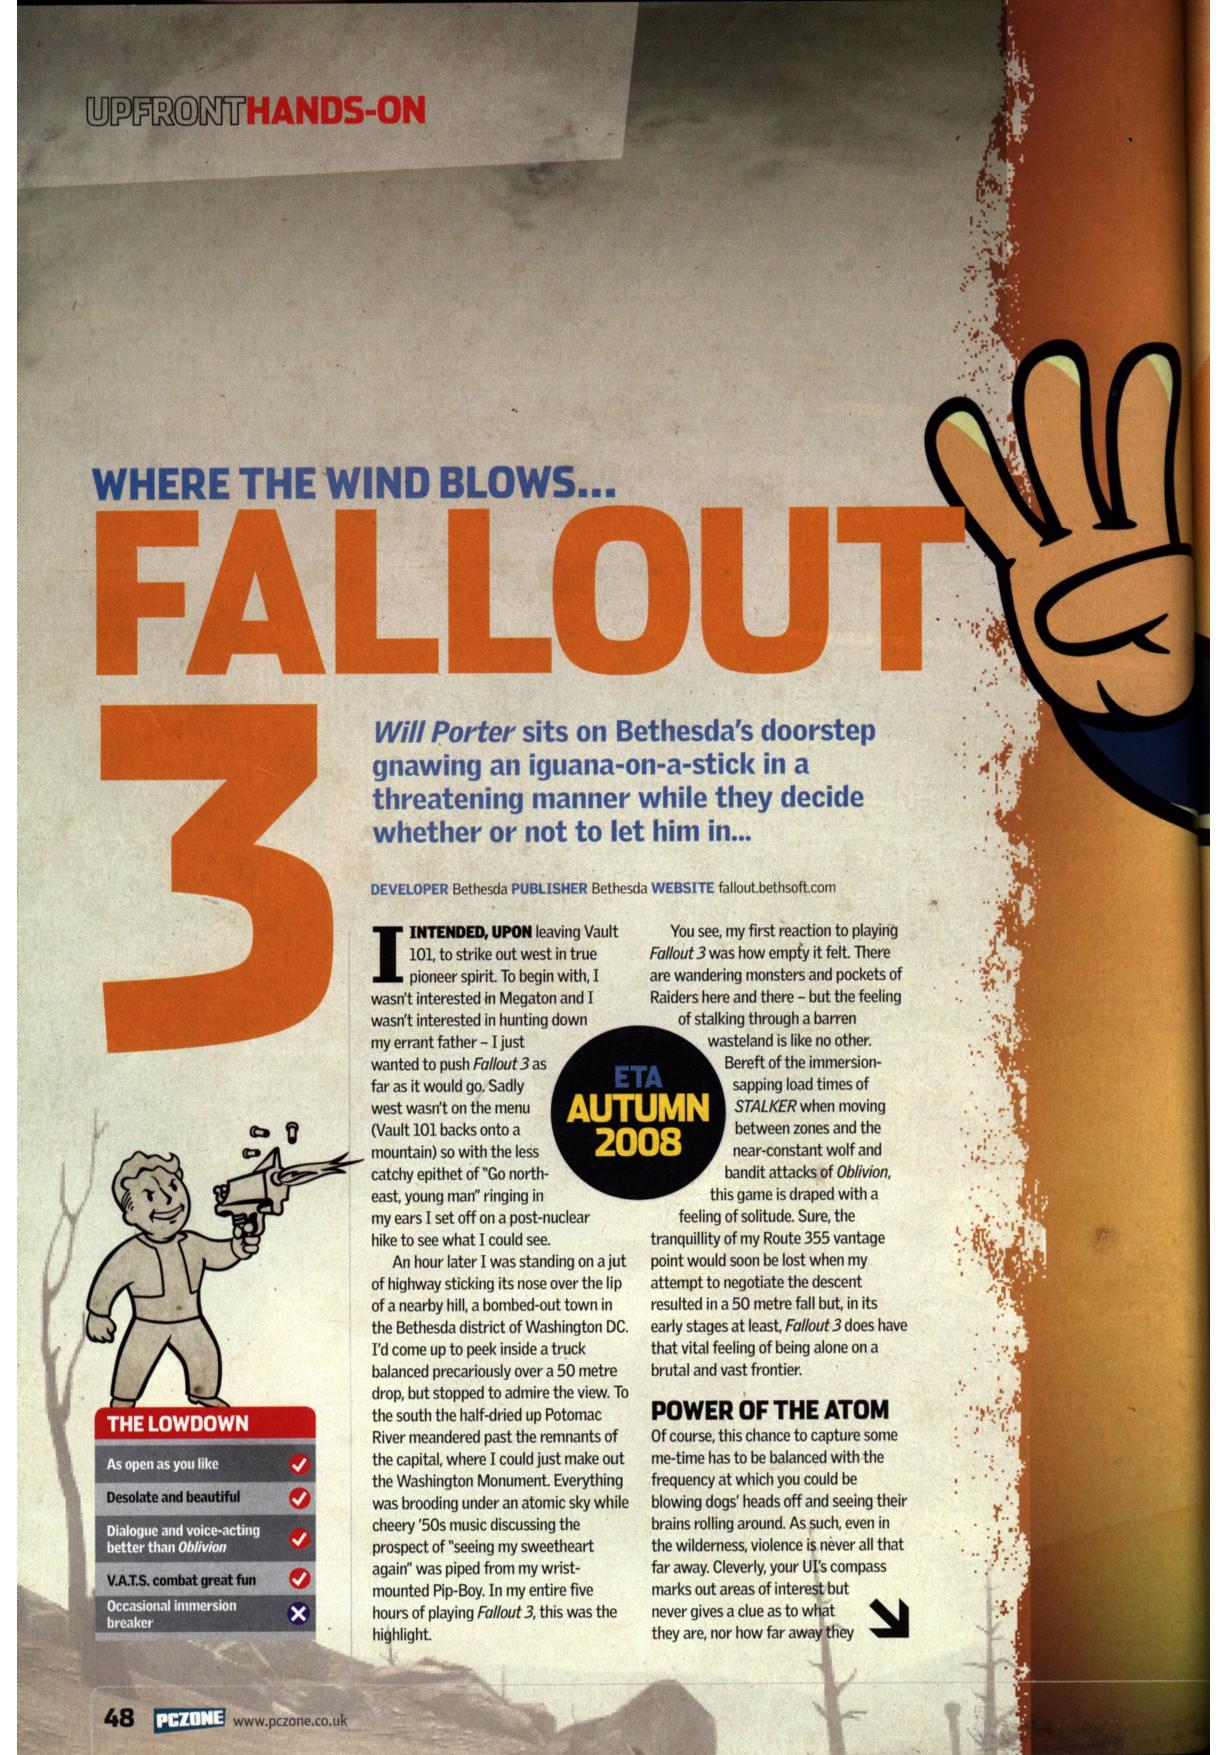 UPFRONTHANDS-ON
WHERE THE WIND BLOWS...
FALLOUT
3
Will Porter sits on Bethesda's doorstep
gnawing an iguana-on-a-stick in a
threatening manner while they decide
whether or not to let him in...
DEVELOPER Bethesda PUBLISHER Bethesda WEBSITE fallout.bethsoft.com
I INTENDED, UPON leaving Vault
101, to strike out west in true
pioneer spirit. To begin with, I
wasn't interested in Megaton and I
wasn't interested in hunting down
my errant father – I just
wanted to push Fallout 3 as
far as it would go. Sadly
west wasn't on the menu
(Vault 101 backs onto a
mountain) so with the less
catchy epithet of "Go north-
east, young man" ringing in
my ears I set off on a post-nuclear
hike to see what I could see.
An hour later I was standing on a jut
of highway sticking its nose over the lip
of a nearby hill, a bombed-out town in
the Bethesda district of Washington DC.
I'd come up to peek inside a truck
balanced precariously over a 50 metre
drop, but stopped to admire the view. To
the south the half-dried up Potomac
River meandered past the remnants of
the capital, where I could just make out
the Washington Monument. Everything
was brooding under an atomic sky while
cheery '50s music discussing the
prospect of "seeing my sweetheart
again" was piped from my wrist-
mounted Pip-Boy. In my entire five
hours of playing Fallout 3, this was the
highlight.
ETA
AUTUMN
2008
You see, my first reaction to playing
Fallout 3 was how empty it felt. There
are wandering monsters and pockets of
Raiders here and there – but the feeling
of stalking through a barren
wasteland is like no other.
Bereft of the immersion-
sapping load times of
STALKER when moving
between zones and the
near-constant wolf and
bandit attacks of Oblivion,
this game is draped with a
feeling of solitude. Sure, the
tranquillity of my Route 355 vantage
point would soon be lost when my
attempt to negotiate the descent
resulted in a 50 metre fall but, in its
early stages at least, Fallout 3 does have
that vital feeling of being alone on a
brutal and vast frontier.
POWER OF THE ATOM
Of course, this chance to capture some
me-time has to be balanced with the
frequency at which you could be
blowing dogs' heads off and seeing their
brains rolling around. As such, even in
the wilderness, violence is never all that
far away. Cleverly, your UI's compass
marks out areas of interest but
never gives a clue as to what
they are, nor how far away they
THE LOWDOWN
As open as you like
Desolate and beautiful
Dialogue and voice-acting
better than Oblivion
V.A.T.S. combat great fun
Occasional immersion
breaker
48 PCZONE www.pczone.co.uk